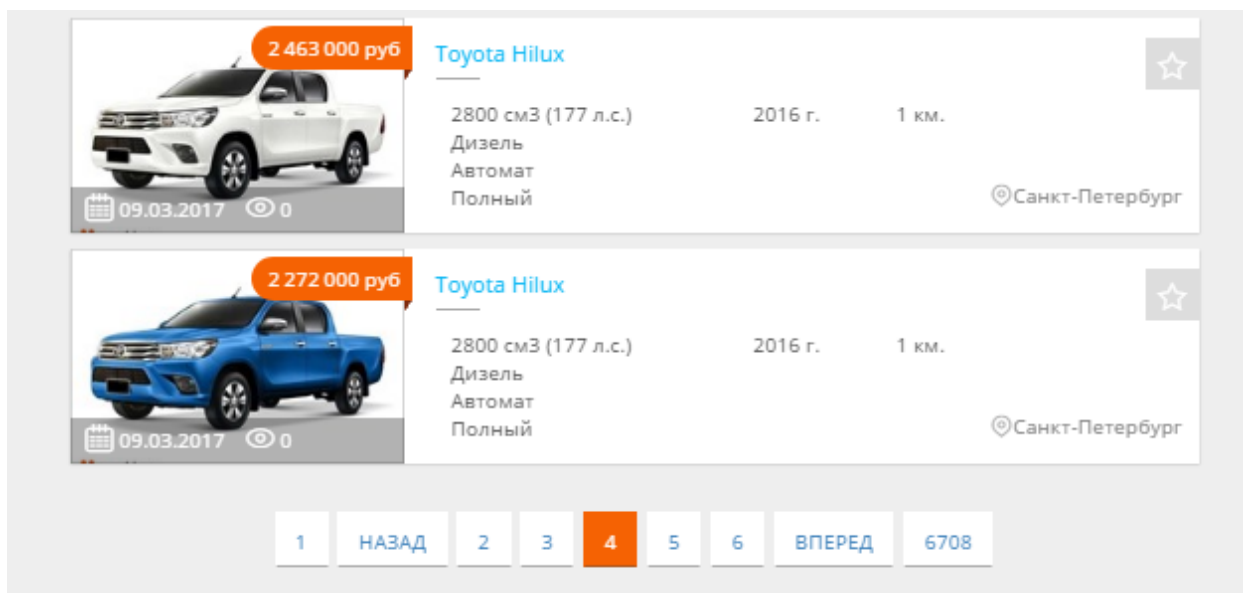 2 463 000 руб
Toyota Hilux
2800 см3 (177 л.с.) 2016 г. 1 км.
Дизель
Автомат
Полный
Санкт-Петербург
09.03.2017 0
2 272 000 руб
Toyota Hilux
2800 см3 (177 л.с.) 2016 г. 1 км.
Дизель
Автомат
Полный
Санкт-Петербург
09.03.2017 0
1 НАЗАД 2 3 4 5 6 ВПЕРЕД 6708